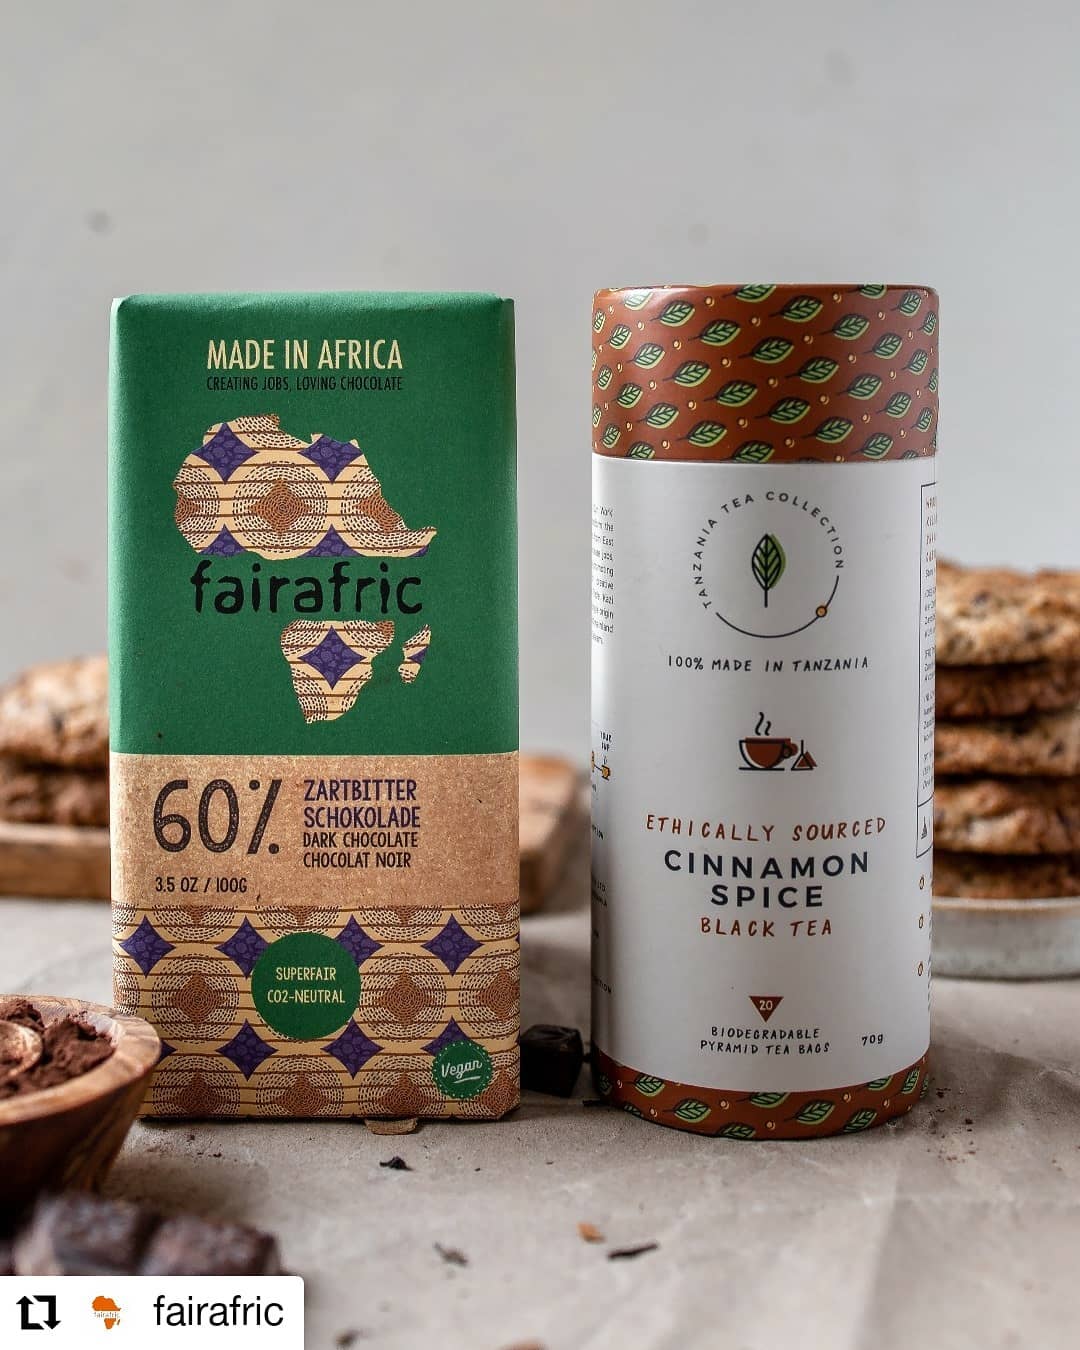 MADE IN AFRICA
CREATING JOBS, LOVING CHOCOLATE
fairafric
60%
ZARTBITTER
SCHOKOLADE
DARK CHOCOLATE
CHOCOLAT NOIR
3.5 OZ / 100G
SUPERFAIR
CO2-NEUTRAL
Vegan
TANZANIA TEA COLLECTION
100% MADE IN TANZANIA
ETHICALLY SOURCED
CINNAMON
SPICE
BLACK TEA
20
BIODEGRADABLE
PYRAMID TEA BAGS
70g
fairafric